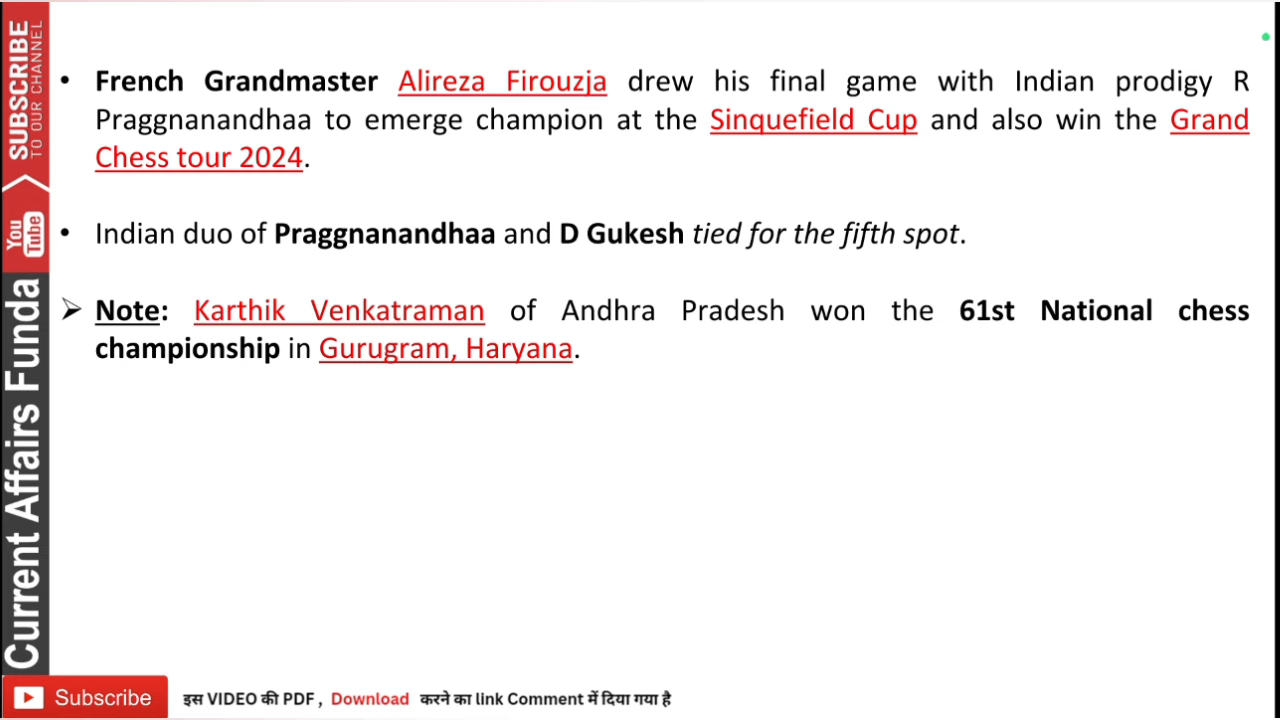 • French Grandmaster Alireza Firouzja drew his final game with Indian prodigy R
Praggnanandhaa to emerge champion at the Sinquefield Cup and also win the Grand
Chess tour 2024.
• Indian duo of Praggnanandhaa and D Gukesh tied for the fifth spot.
➢ Note: Karthik Venkatraman of Andhra Pradesh won the 61st National chess
championship in Gurugram, Haryana.
SUBSCRIBE
TO OUR CHANNEL
You
Tube
Current Affairs Funda
Subscribe
इस VIDEO की PDF , Download करने का link Comment में दिया गया है